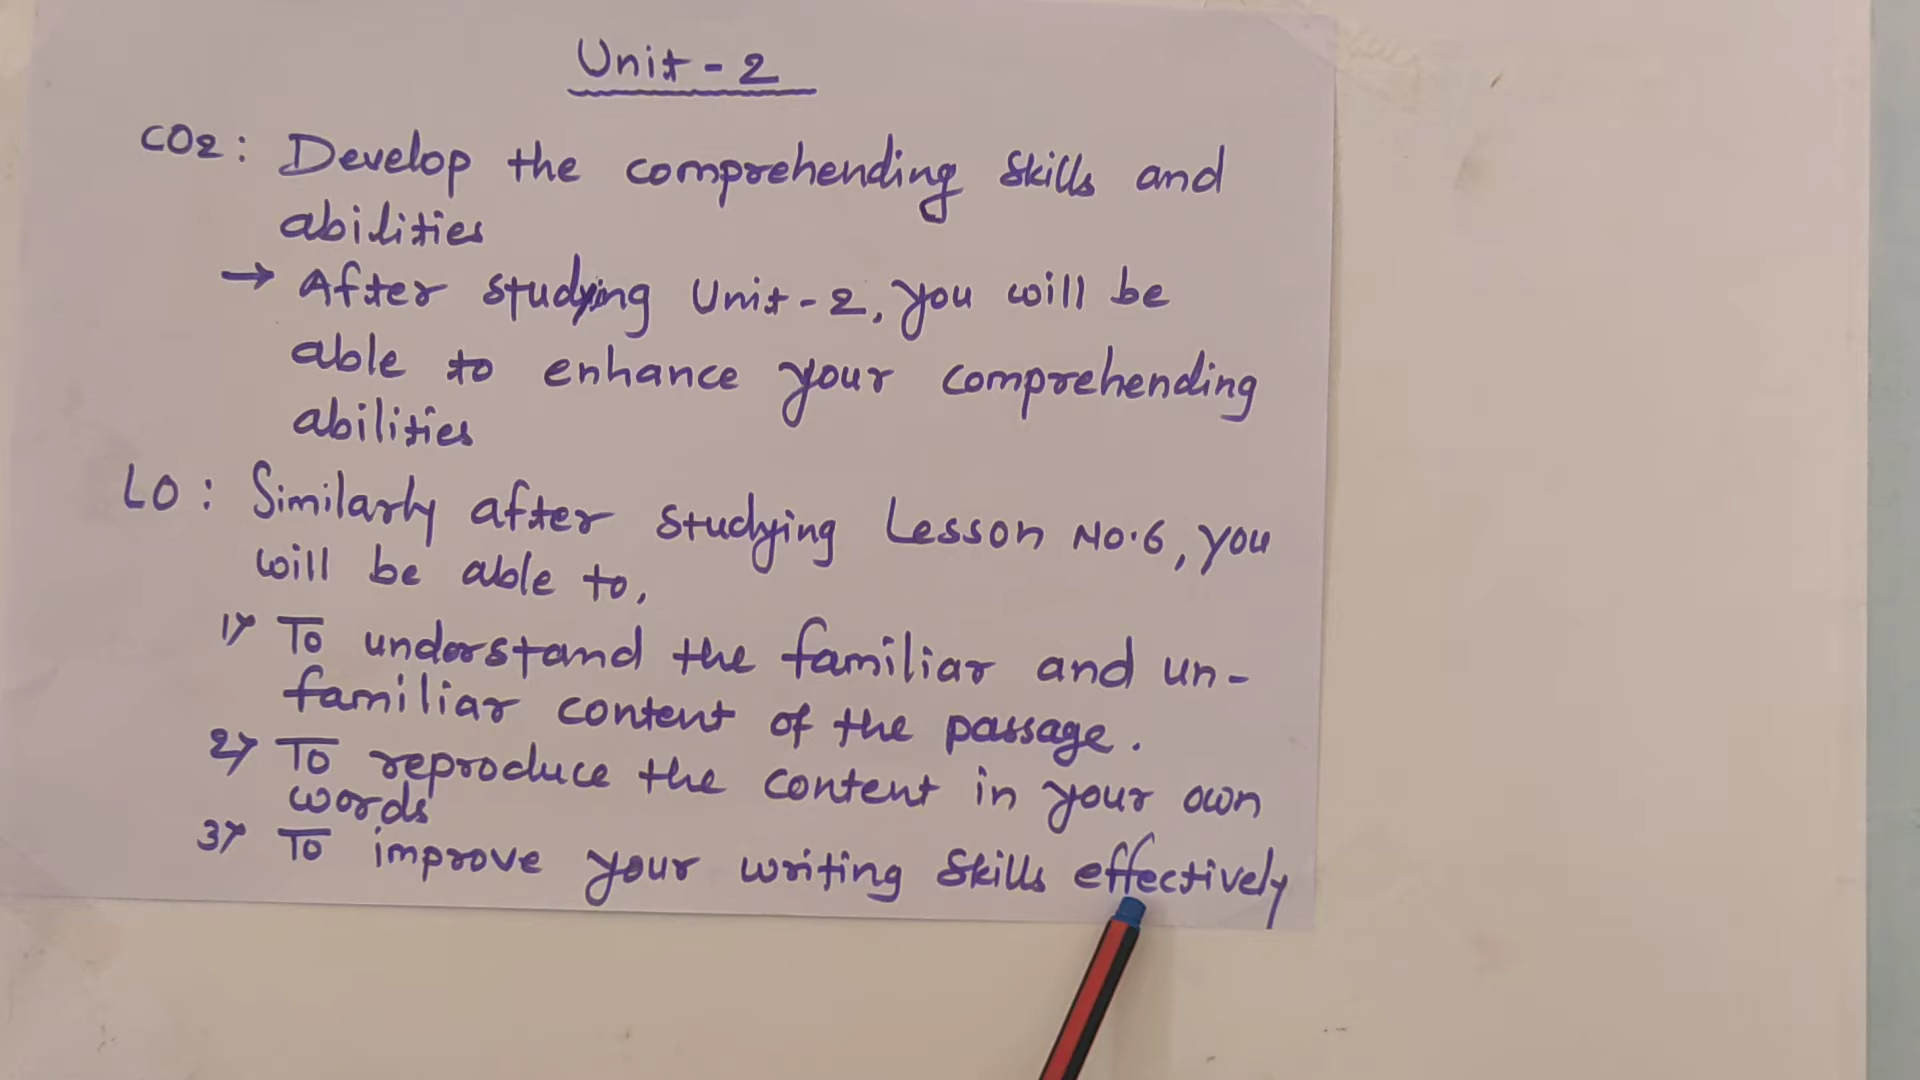 Unit - 2
CO2: Develop the comprehending skills and
abilities
→ After studying Unit-2, you will be
able to enhance your comprehending
abilities
LO: Similarly after studying Lesson No.6, you
will be able to,
1) To understand the familiar and un-
familiar content of the passage.
2) To reproduce the content in your own
words
3) To improve your writing skills effectively